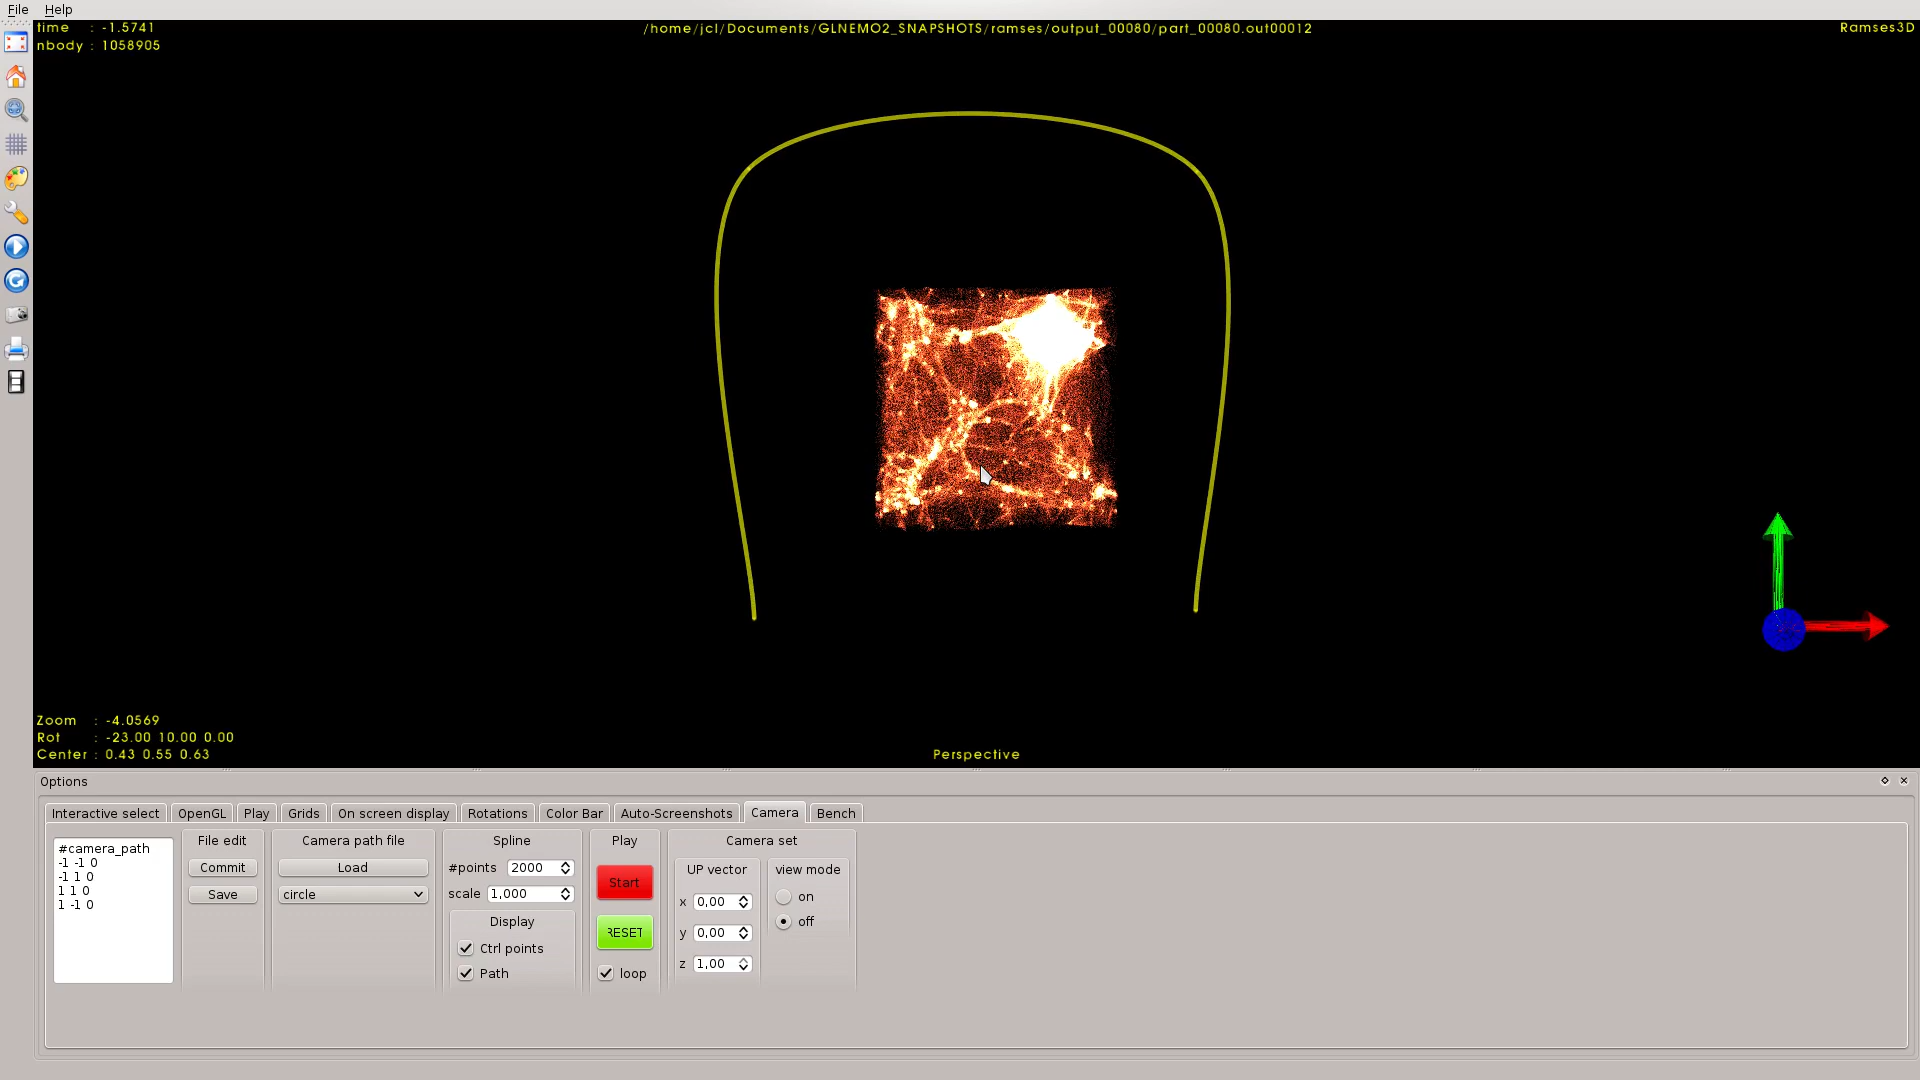 File Help
time : -1.5741
nbody : 1058905
/home/jcl/Documents/GLNEMO2_SNAPSHOTS/ramses/output_00080/part_00080.out00012
Ramses3D
Zoom : -4.0569
Rot : -23.00 10.00 0.00
Center : 0.43 0.55 0.63
Perspective
Options
Interactive select OpenGL Play Grids On screen display Rotations Color Bar Auto-Screenshots Camera Bench
#camera_path
-1 -1 0
-1 1 0
1 1 0
1 -1 0
File edit
Commit
Save
Camera path file
Load
circle
Spline
#points 2000
scale 1,000
Display
Ctrl points
Path
Play
Start
RESET
loop
Camera set
UP vector
x 0,00
y 0,00
z 1,00
view mode
on
off